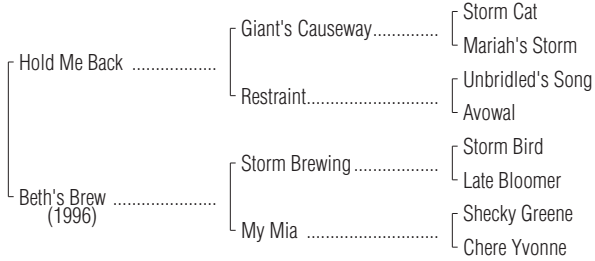 Storm Cat
Giant's Causeway..............
Mariah's Storm
Hold Me Back ..................
Unbridled's Song
Restraint.............................
Avowal
Storm Bird
Storm Brewing ..................
Late Bloomer
Beth's Brew ......................
(1996)
Shecky Greene
My Mia .............................
Chere Yvonne